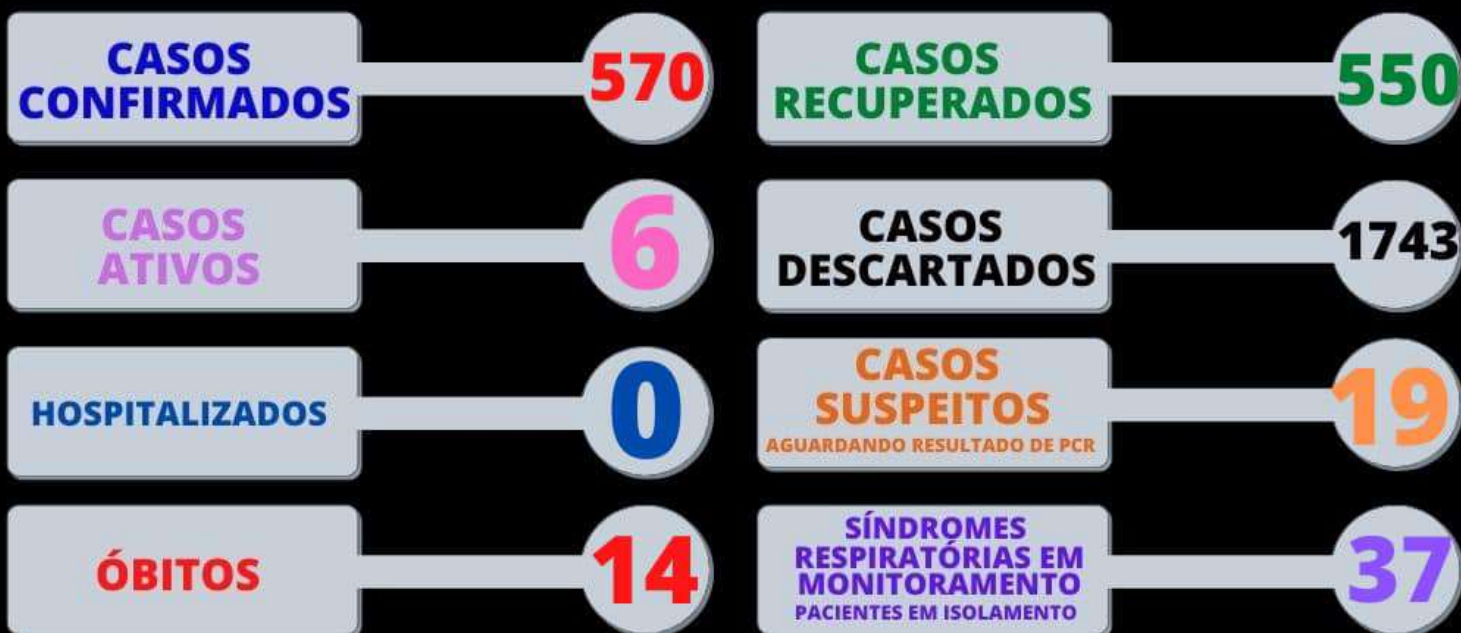 CASOS
CONFIRMADOS
570
CASOS
RECUPERADOS
550
CASOS
ATIVOS
6
CASOS
DESCARTADOS
1743
HOSPITALIZADOS
0
CASOS
SUSPEITOS
AGUARDANDO RESULTADO DE PCR
19
ÓBITOS
14
SÍNDROMES
RESPIRATÓRIAS EM
MONITORAMENTO
PACIENTES EM ISOLAMENTO
37